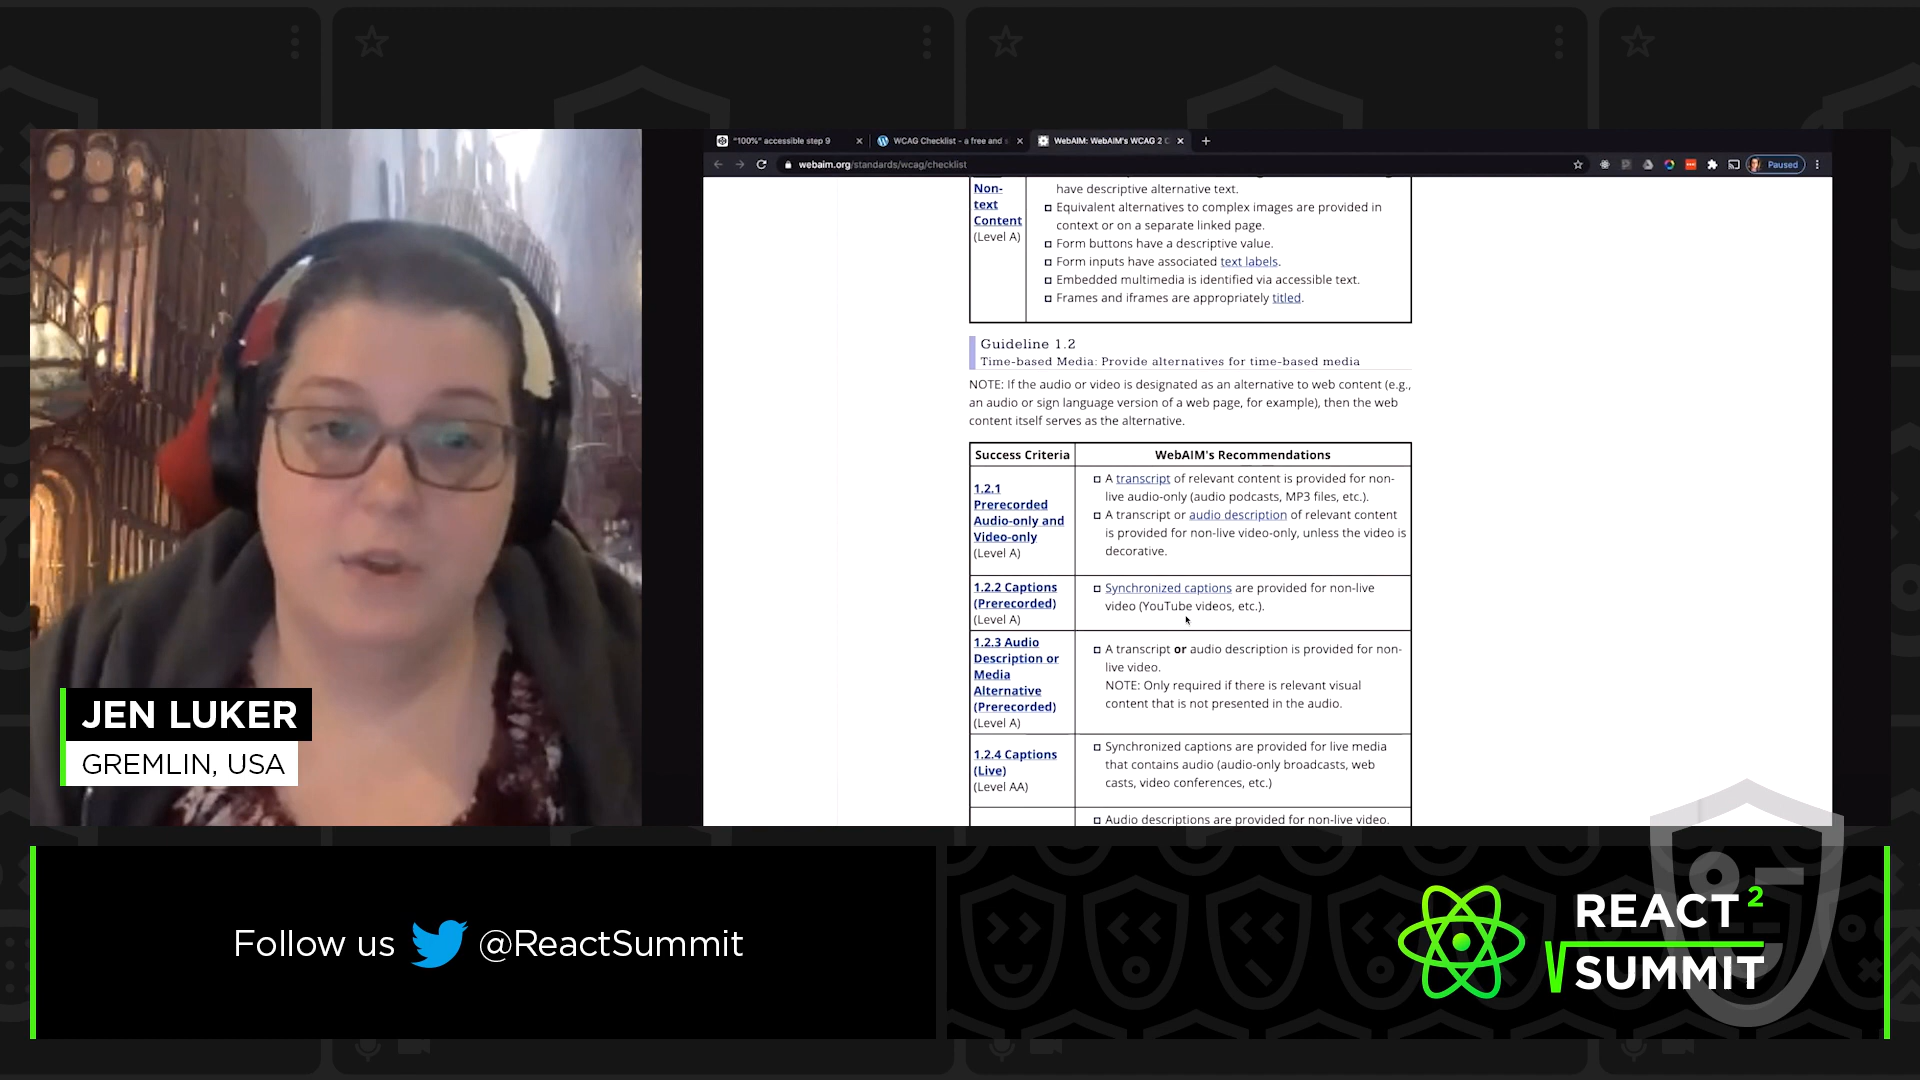 "100%" accessible step 9
WCAG Checklist - a free and s
WebAIM: WebAIM's WCAG 2 C
webaim.org/standards/wcag/checklist
Paused
Non-
text
Content
(Level A)
have descriptive alternative text.
Equivalent alternatives to complex images are provided in
context or on a separate linked page.
Form buttons have a descriptive value.
Form inputs have associated text labels.
Embedded multimedia is identified via accessible text.
Frames and iframes are appropriately titled.
Guideline 1.2
Time-based Media: Provide alternatives for time-based media
NOTE: If the audio or video is designated as an alternative to web content (e.g.,
an audio or sign language version of a web page, for example), then the web
content itself serves as the alternative.
Success Criteria
WebAIM's Recommendations
1.2.1
Prerecorded
Audio-only and
Video-only
(Level A)
A transcript of relevant content is provided for non-
live audio-only (audio podcasts, MP3 files, etc.).
A transcript or audio description of relevant content
is provided for non-live video-only, unless the video is
decorative.
1.2.2 Captions
(Prerecorded)
(Level A)
Synchronized captions are provided for non-live
video (YouTube videos, etc.).
1.2.3 Audio
Description or
Media
Alternative
(Prerecorded)
(Level A)
A transcript or audio description is provided for non-
live video.
NOTE: Only required if there is relevant visual
content that is not presented in the audio.
1.2.4 Captions
(Live)
(Level AA)
Synchronized captions are provided for live media
that contains audio (audio-only broadcasts, web
casts, video conferences, etc.)
Audio descriptions are provided for non-live video.
JEN LUKER
GREMLIN, USA
Follow us @ReactSummit
REACT 2
SUMMIT